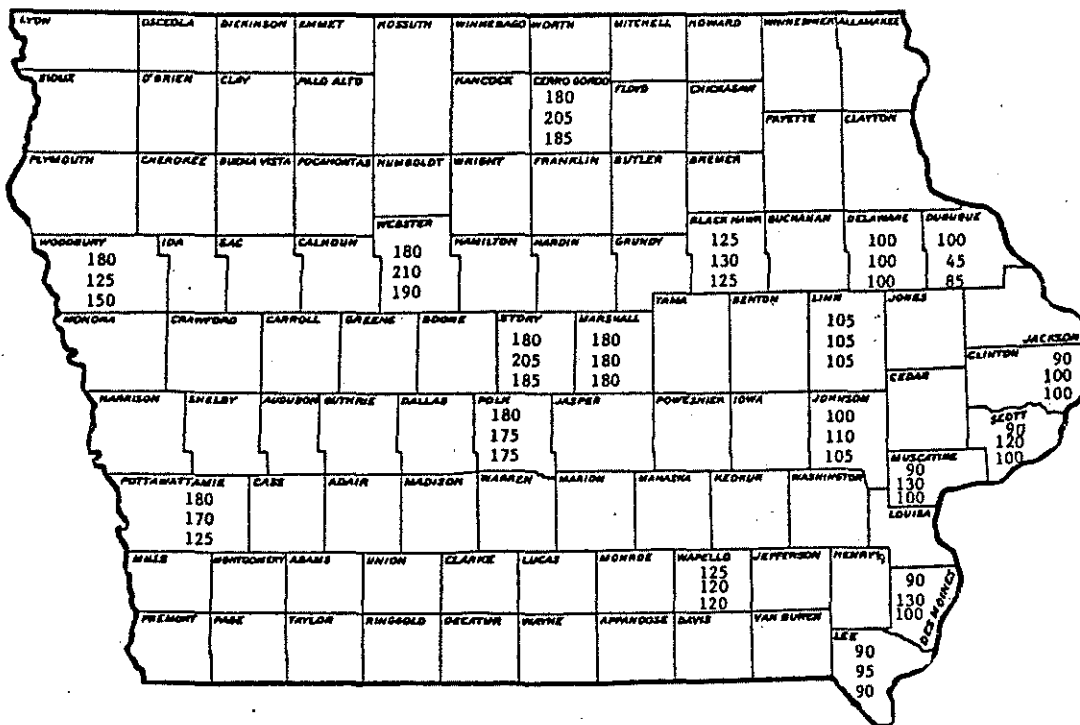 LYON OSCEOLA DICKINSON EMMET KOSSUTH WINNEBAGO WORTH MITCHELL HOWARD WINNESHIEK ALLAMAKEE
SIOUX O'BRIEN CLAY PALO ALTO HANCOCK CERRO GORDO FLOYD CHICKASAW
180
205
185
FAYETTE CLAYTON
PLYMOUTH CHEROKEE BUENA VISTA POCAHONTAS HUMBOLDT WRIGHT FRANKLIN BUTLER BREMER
WEBSTER
180
210
190
BLACK HAWK
125
130
125
BUCHANAN
DELAWARE
100
100
100
DUBUQUE
100
45
85
WOODBURY
180
125
150
IDA SAC CALHOUN HAMILTON HARDIN GRUNDY
TAMA BENTON
LINN
105
105
105
JONES
JACKSON
MONONA CRAWFORD CARROLL GREENE BOONE
STORY
180
205
185
MARSHALL
180
180
180
CLINTON
90
100
100
CEDAR
HARRISON SHELBY AUDUBON GUTHRIE DALLAS
POLK
180
175
175
JASPER POWESHIEK IOWA
JOHNSON
100
110
105
SCOTT
90
120
100
MUSCATINE
90
130
100
POTTAWATTAMIE
180
170
125
CASS ADAIR MADISON WARREN MARION MAHASKA KEOKUK WASHINGTON
LOUISA
MILLS MONTGOMERY ADAMS UNION CLARKE LUCAS MONROE
WAPELLO
125
120
120
JEFFERSON HENRY
90
130
100
DES MOINES
FREMONT PAGE TAYLOR RINGGOLD DECATUR WAYNE APPANOOSE DAVIS VAN BUREN
LEE
90
95
90